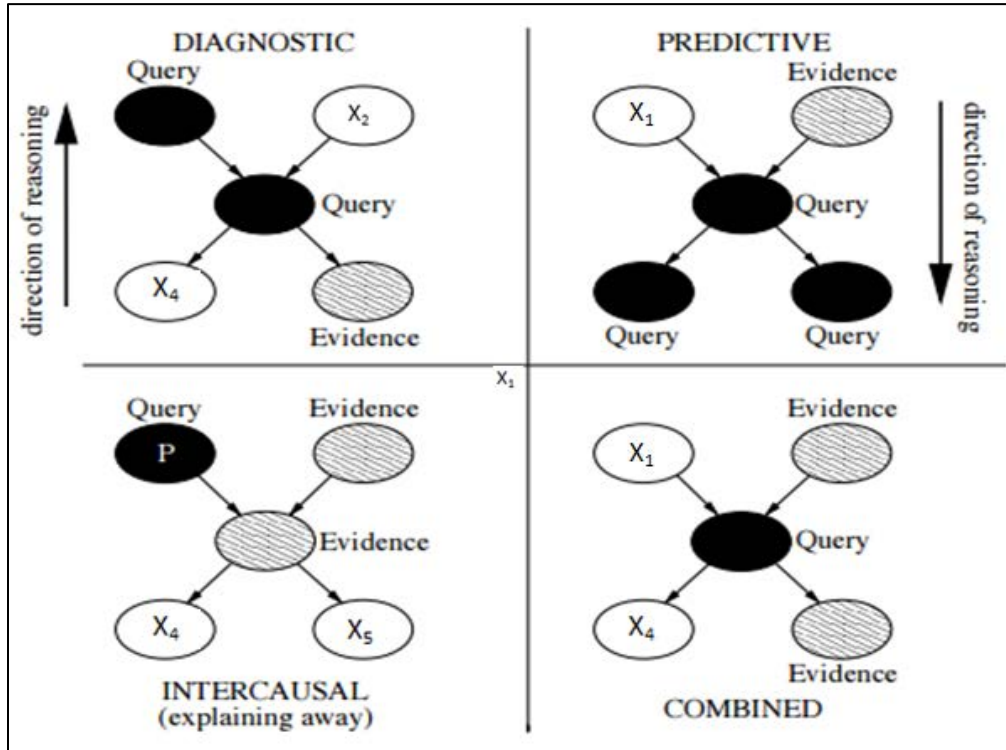 DIAGNOSTIC
Query
X2
Query
X4
Evidence
direction of reasoning
PREDICTIVE
Evidence
X1
Query
Query
Query
direction of reasoning
X1
Query
Evidence
P
Evidence
X4
X5
INTERCAUSAL
(explaining away)
Evidence
X1
Query
X4
Evidence
COMBINED